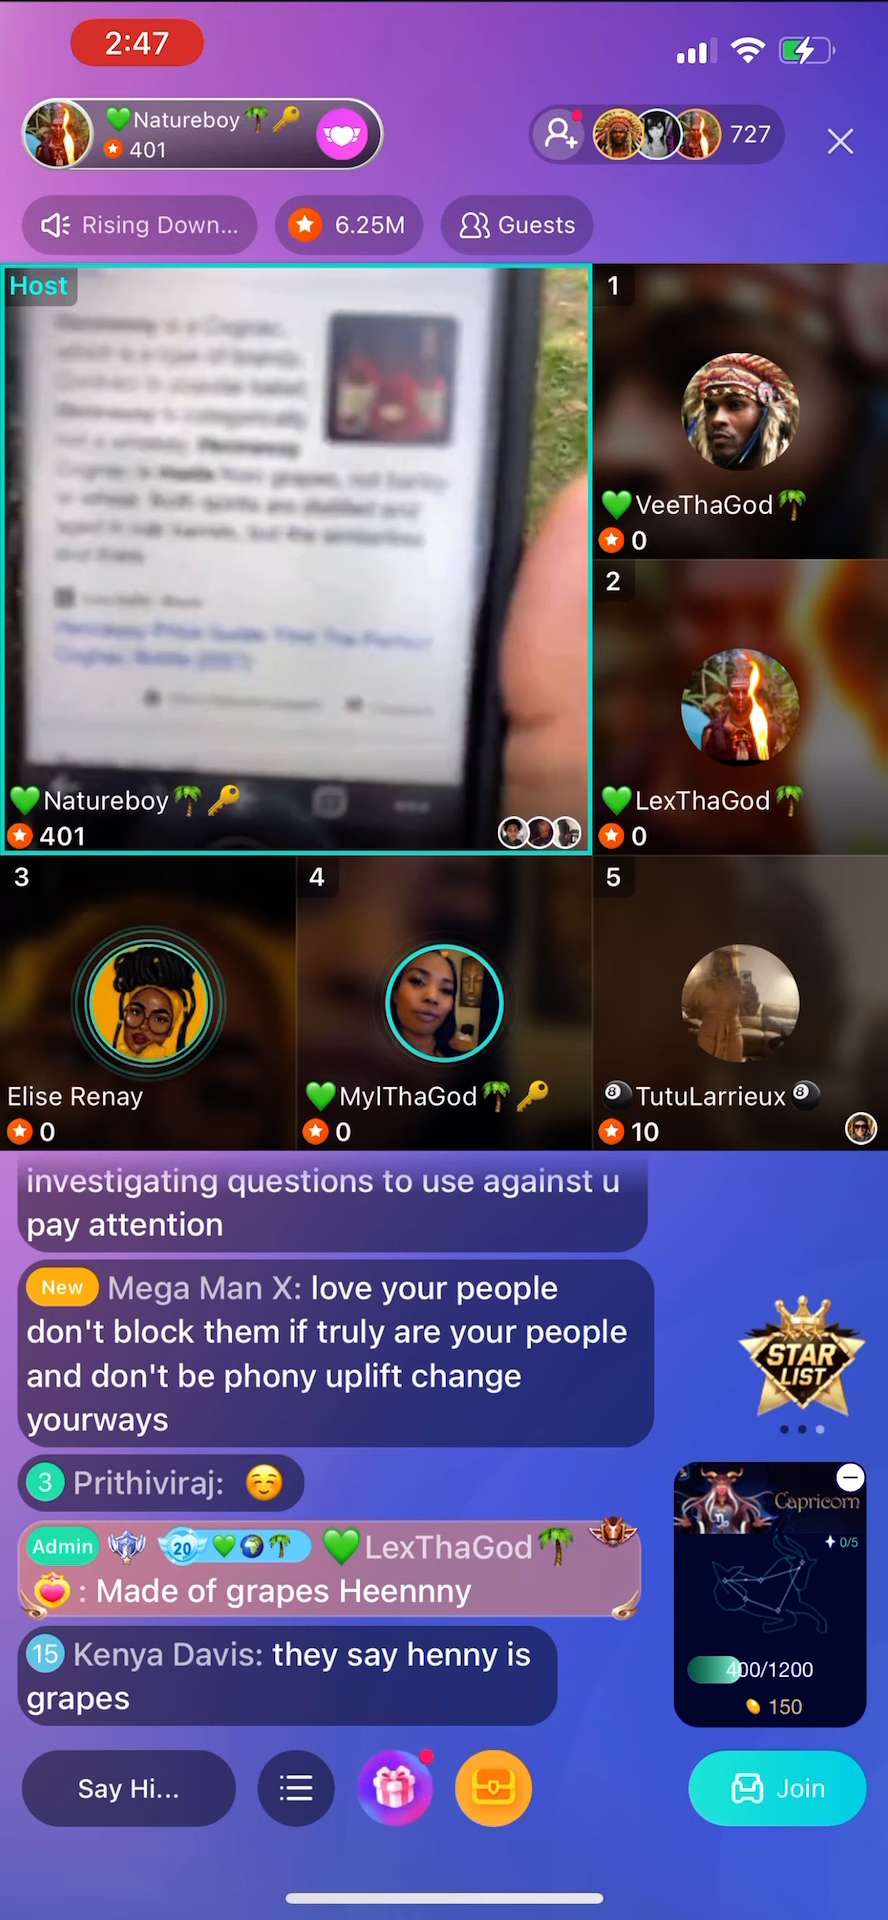 2:47
💚Natureboy🌴🔑
401
727
Rising Down...
6.25M
Guests
Host
💚Natureboy🌴🔑
401
1
💚VeeThaGod🌴
0
2
💚LexThaGod🌴
0
3
Elise Renay
0
4
💚MylThaGod🌴🔑
0
5
🎱TutuLarrieux🎱
10
investigating questions to use against u
pay attention
New Mega Man X: love your people
don't block them if truly are your people
and don't be phony uplift change
yourways
3 Prithiviraj: ☺️
Admin 20 💚🌍🌴 💚LexThaGod🌴
: Made of grapes Heennny
15 Kenya Davis: they say henny is
grapes
STAR
LIST
Capricorn
0/5
400/1200
150
Say Hi...
Join